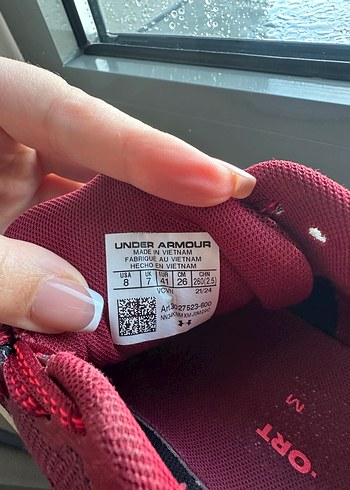 UNDER ARMOUR
MADE IN VIETNAM
FABRIQUÉ AU VIETNAM
HECHO EN VIETNAM
USA UK EUR CM CHN
8 7 41 26 260(2.5)
21/24
ORT
M